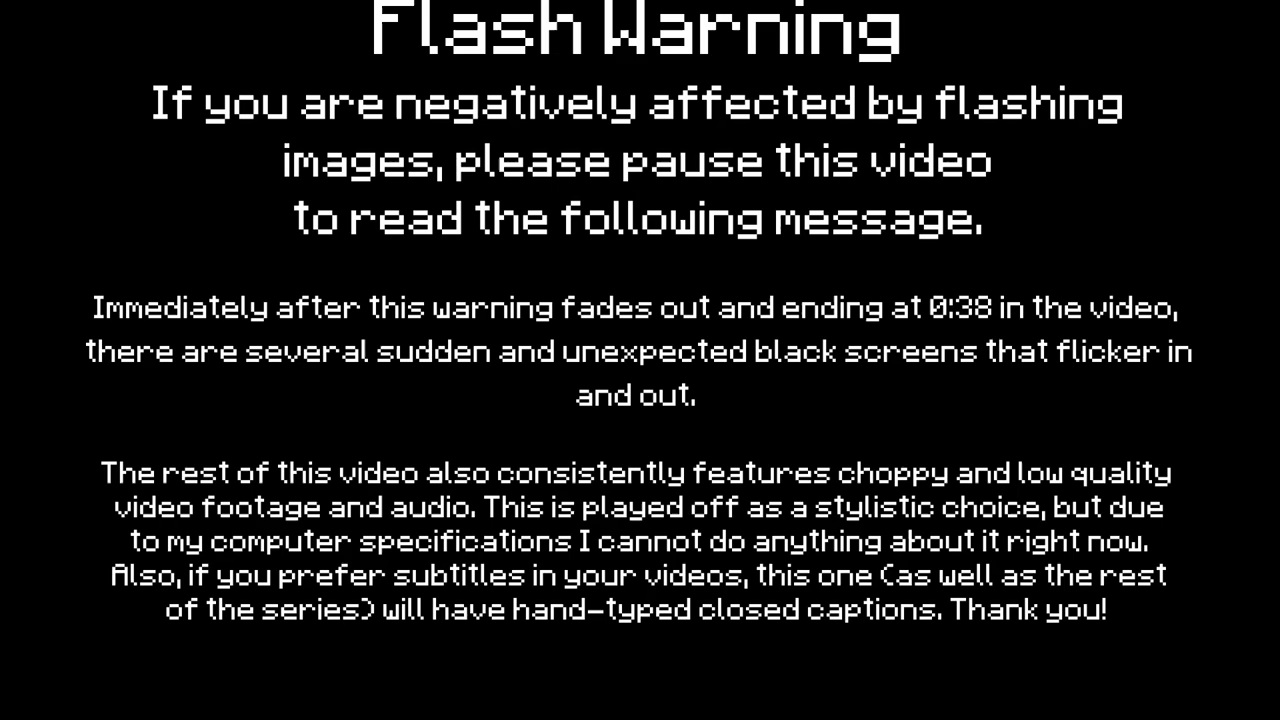 Flash Warning
If you are negatively affected by flashing
images, please pause this video
to read the following message.
Immediately after this warning fades out and ending at 0:38 in the video,
there are several sudden and unexpected black screens that flicker in
and out.
The rest of this video also consistently features choppy and low quality
video footage and audio. This is played off as a stylistic choice, but due
to my computer specifications I cannot do anything about it right now.
Also, if you prefer subtitles in your videos, this one (as well as the rest
of the series) will have hand-typed closed captions. Thank you!